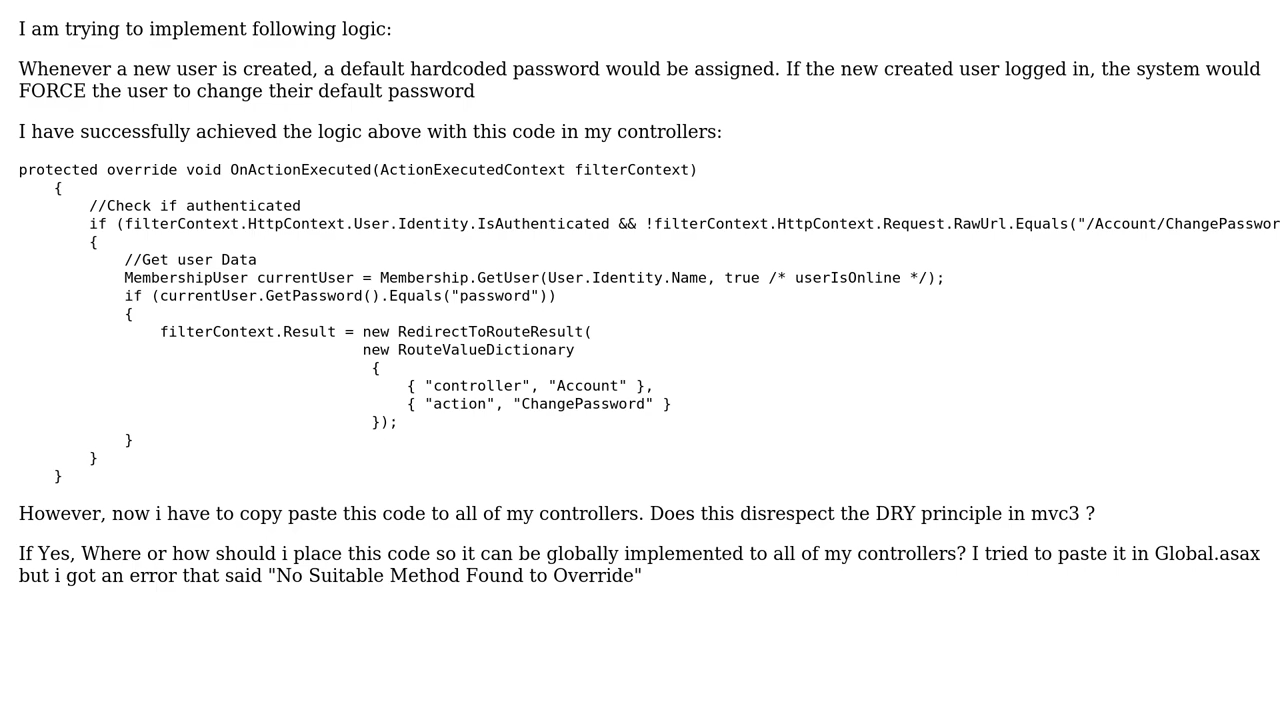 I am trying to implement following logic:
Whenever a new user is created, a default hardcoded password would be assigned. If the new created user logged in, the system would
FORCE the user to change their default password
I have successfully achieved the logic above with this code in my controllers:
protected override void OnActionExecuted(ActionExecutedContext filterContext)
    {
        //Check if authenticated
        if (filterContext.HttpContext.User.Identity.IsAuthenticated && !filterContext.HttpContext.Request.RawUrl.Equals("/Account/ChangePasswor
        {
            //Get user Data
            MembershipUser currentUser = Membership.GetUser(User.Identity.Name, true /* userIsOnline */);
            if (currentUser.GetPassword().Equals("password"))
            {
                filterContext.Result = new RedirectToRouteResult(
                                       new RouteValueDictionary
                                        {
                                            { "controller", "Account" },
                                            { "action", "ChangePassword" }
                                        });
            }
        }
    }
However, now i have to copy paste this code to all of my controllers. Does this disrespect the DRY principle in mvc3 ?
If Yes, Where or how should i place this code so it can be globally implemented to all of my controllers? I tried to paste it in Global.asax
but i got an error that said "No Suitable Method Found to Override"